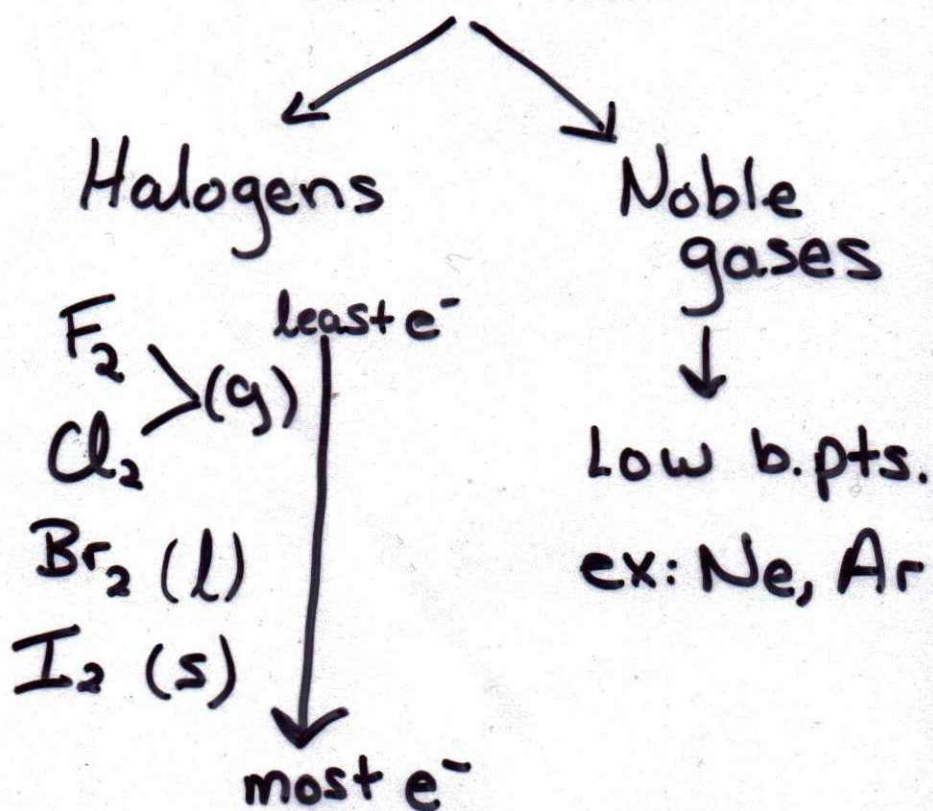 Halogens
F₂
Cl₂
(g)
Br₂ (l)
I₂ (s)
least e⁻
most e⁻
Noble
gases
Low b.pts.
ex: Ne, Ar